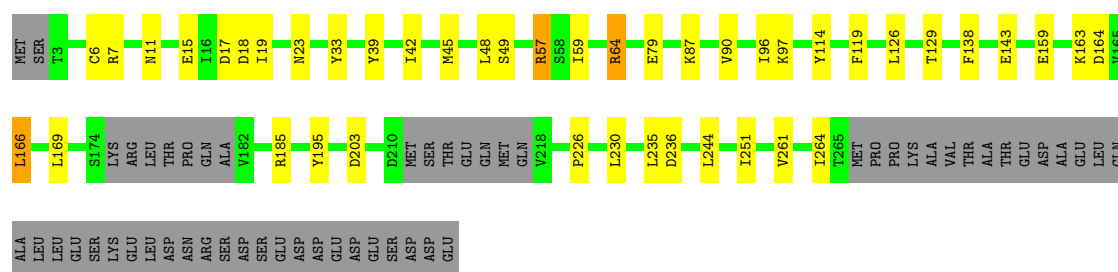 MET SER T3 C6 R7 N11 E15 I16 D17 D18 I19 N23 Y33 Y39 I42 M45 L48 S49 R57 S58 I59 R64 E79 K87 V90 I96 K97 Y114 F119 L126 T129 F138 E143 E159 K163 D164 V165
L166 L169 S174 LYS ARG LEU THR PRO GLN ALA V182 R185 Y195 D203 D210 MET SER THR GLU GLN MET GLN V218 P226 L230 L235 D236 L244 I251 V261 I264 T265 MET PRO PRO LYS ALA VAL THR ALA THR GLU ASP ALA GLU LEU GLN
ALA LEU LEU GLU SER LYS GLU LEU ASP ASN ARG SER ASP SER GLU ASP ASP GLU ASP GLU SER ASP ASP GLU